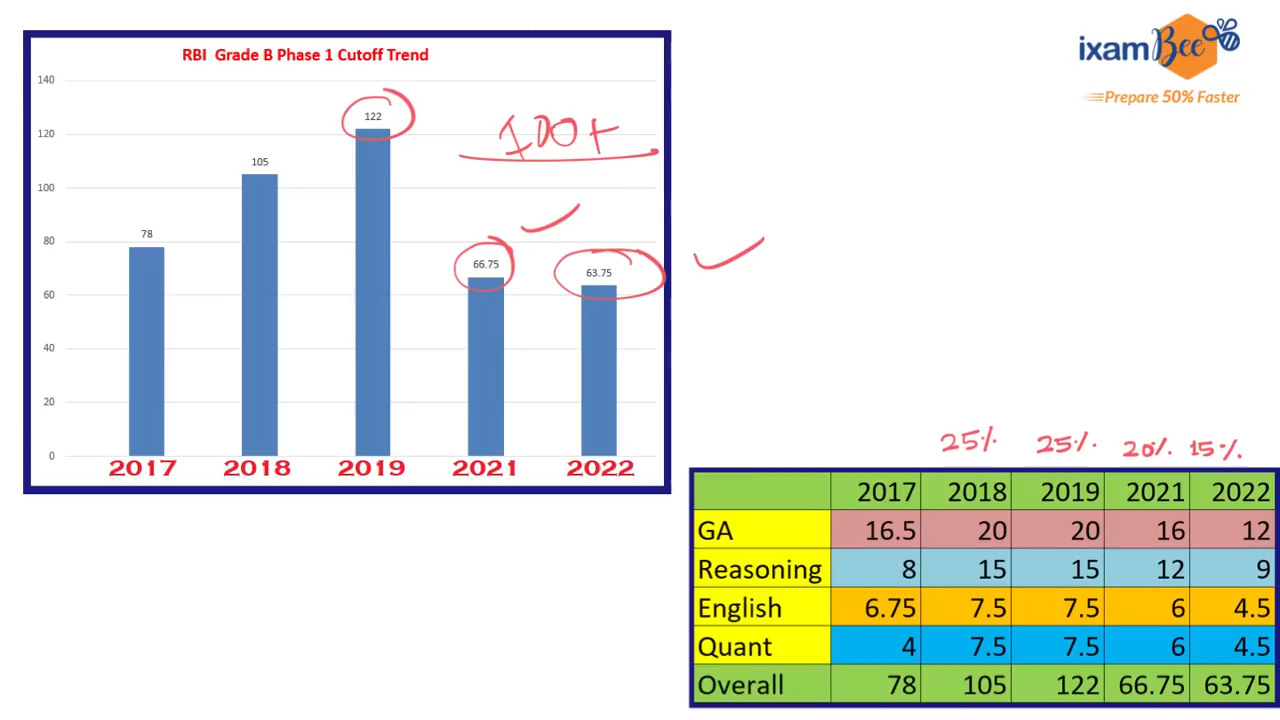 RBI Grade B Phase 1 Cutoff Trend
140
120
100
80
60
40
20
0
78
105
122
66.75
63.75
100+
2017 2018 2019 2021 2022
ixamBee
Prepare 50% Faster
25% 25% 20% 15%
2017 2018 2019 2021 2022
GA 16.5 20 20 16 12
Reasoning 8 15 15 12 9
English 6.75 7.5 7.5 6 4.5
Quant 4 7.5 7.5 6 4.5
Overall 78 105 122 66.75 63.75